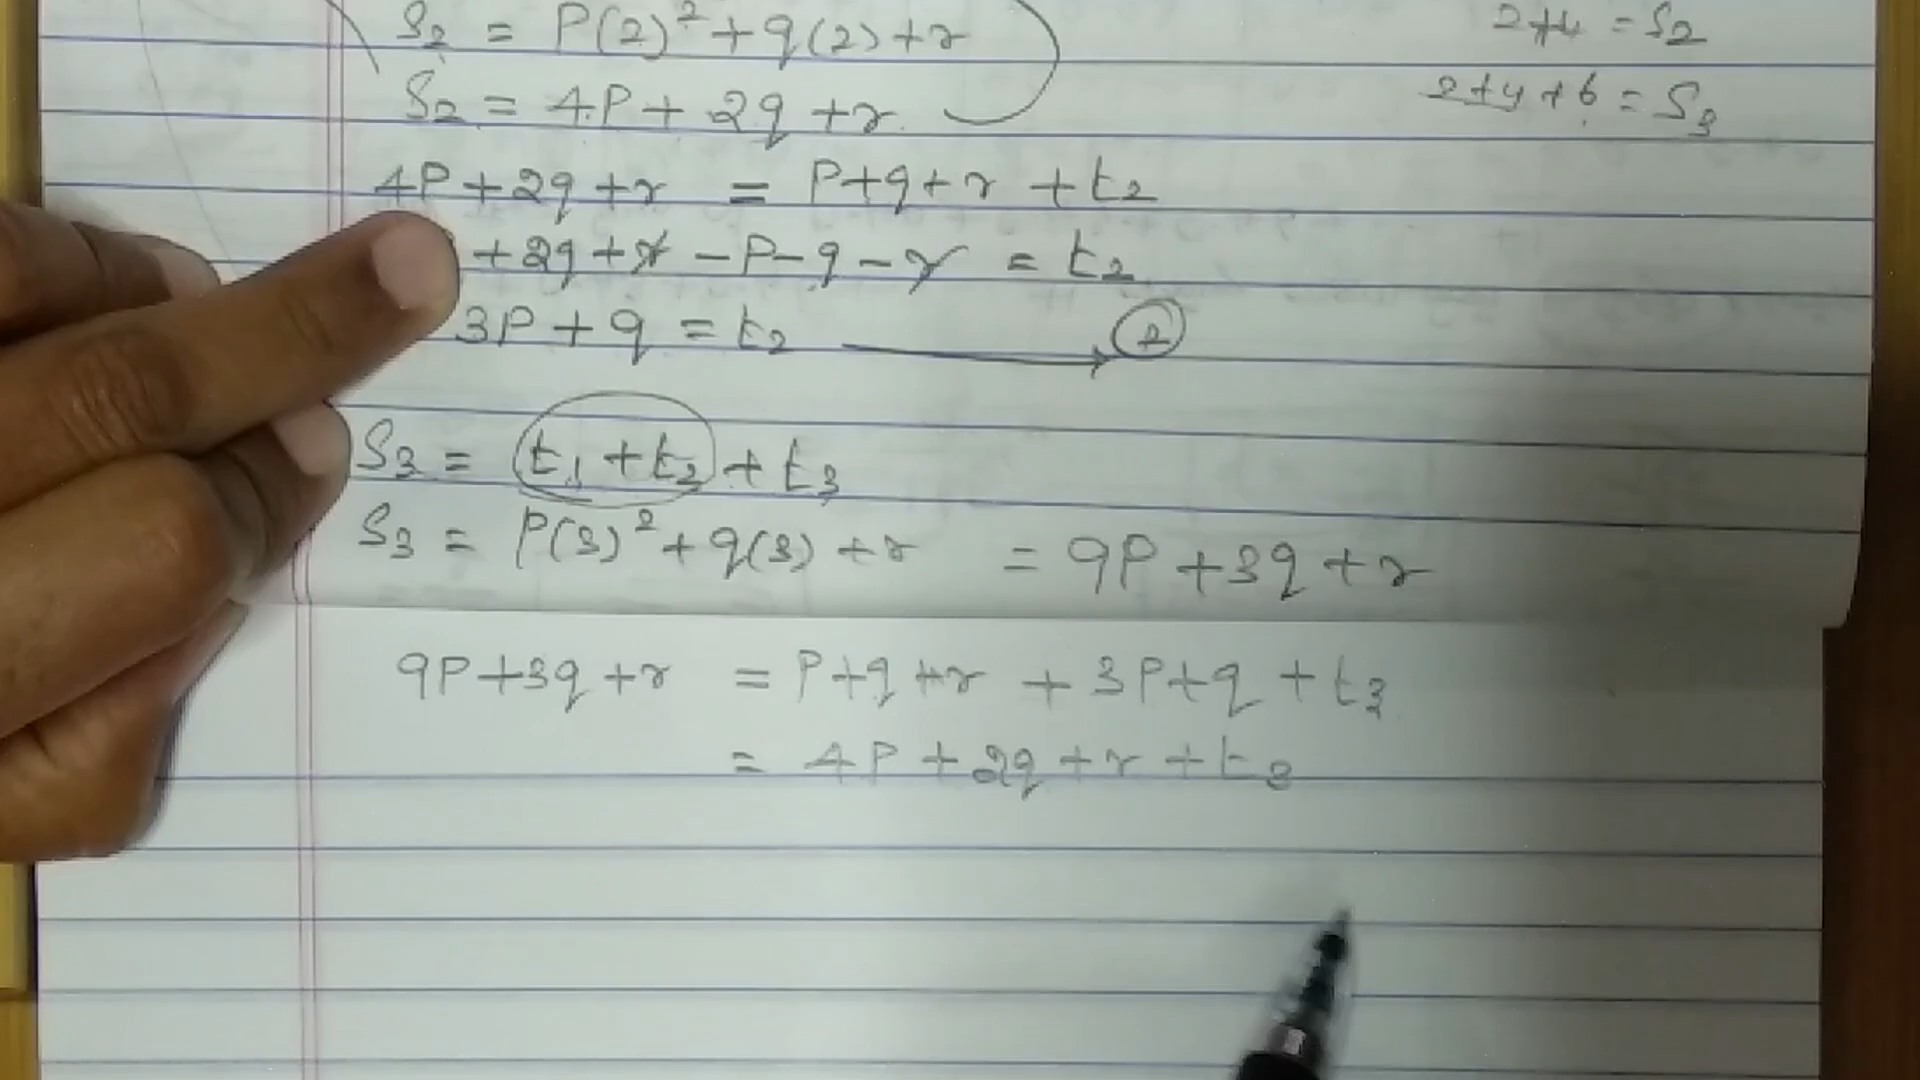 S₂ = P(2)² + q(2) + r
2+4 = S₂
S₂ = 4P + 2q + r
2+4+6 = S₃
4P + 2q + r = P + q + r + t₂
+ 2q + r - P - q - r = t₂
3P + q = t₂ → ②
S₃ = t₁ + t₂ + t₃
S₃ = P(3)² + q(3) + r = 9P + 3q + r
9P + 3q + r = P + q + r + 3P + q + t₃
= 4P + 2q + r + t₃